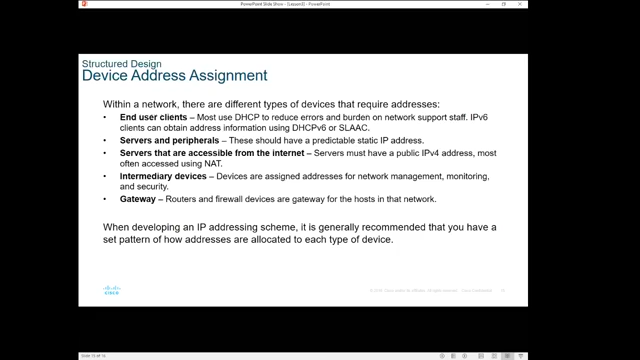 PowerPoint Slide Show - [Lesson3] - PowerPoint
Structured Design
Device Address Assignment
Within a network, there are different types of devices that require addresses:
• End user clients – Most use DHCP to reduce errors and burden on network support staff. IPv6
clients can obtain address information using DHCPv6 or SLAAC.
• Servers and peripherals – These should have a predictable static IP address.
• Servers that are accessible from the internet – Servers must have a public IPv4 address, most
often accessed using NAT.
• Intermediary devices – Devices are assigned addresses for network management, monitoring,
and security.
• Gateway – Routers and firewall devices are gateway for the hosts in that network.
When developing an IP addressing scheme, it is generally recommended that you have a
set pattern of how addresses are allocated to each type of device.
CISCO